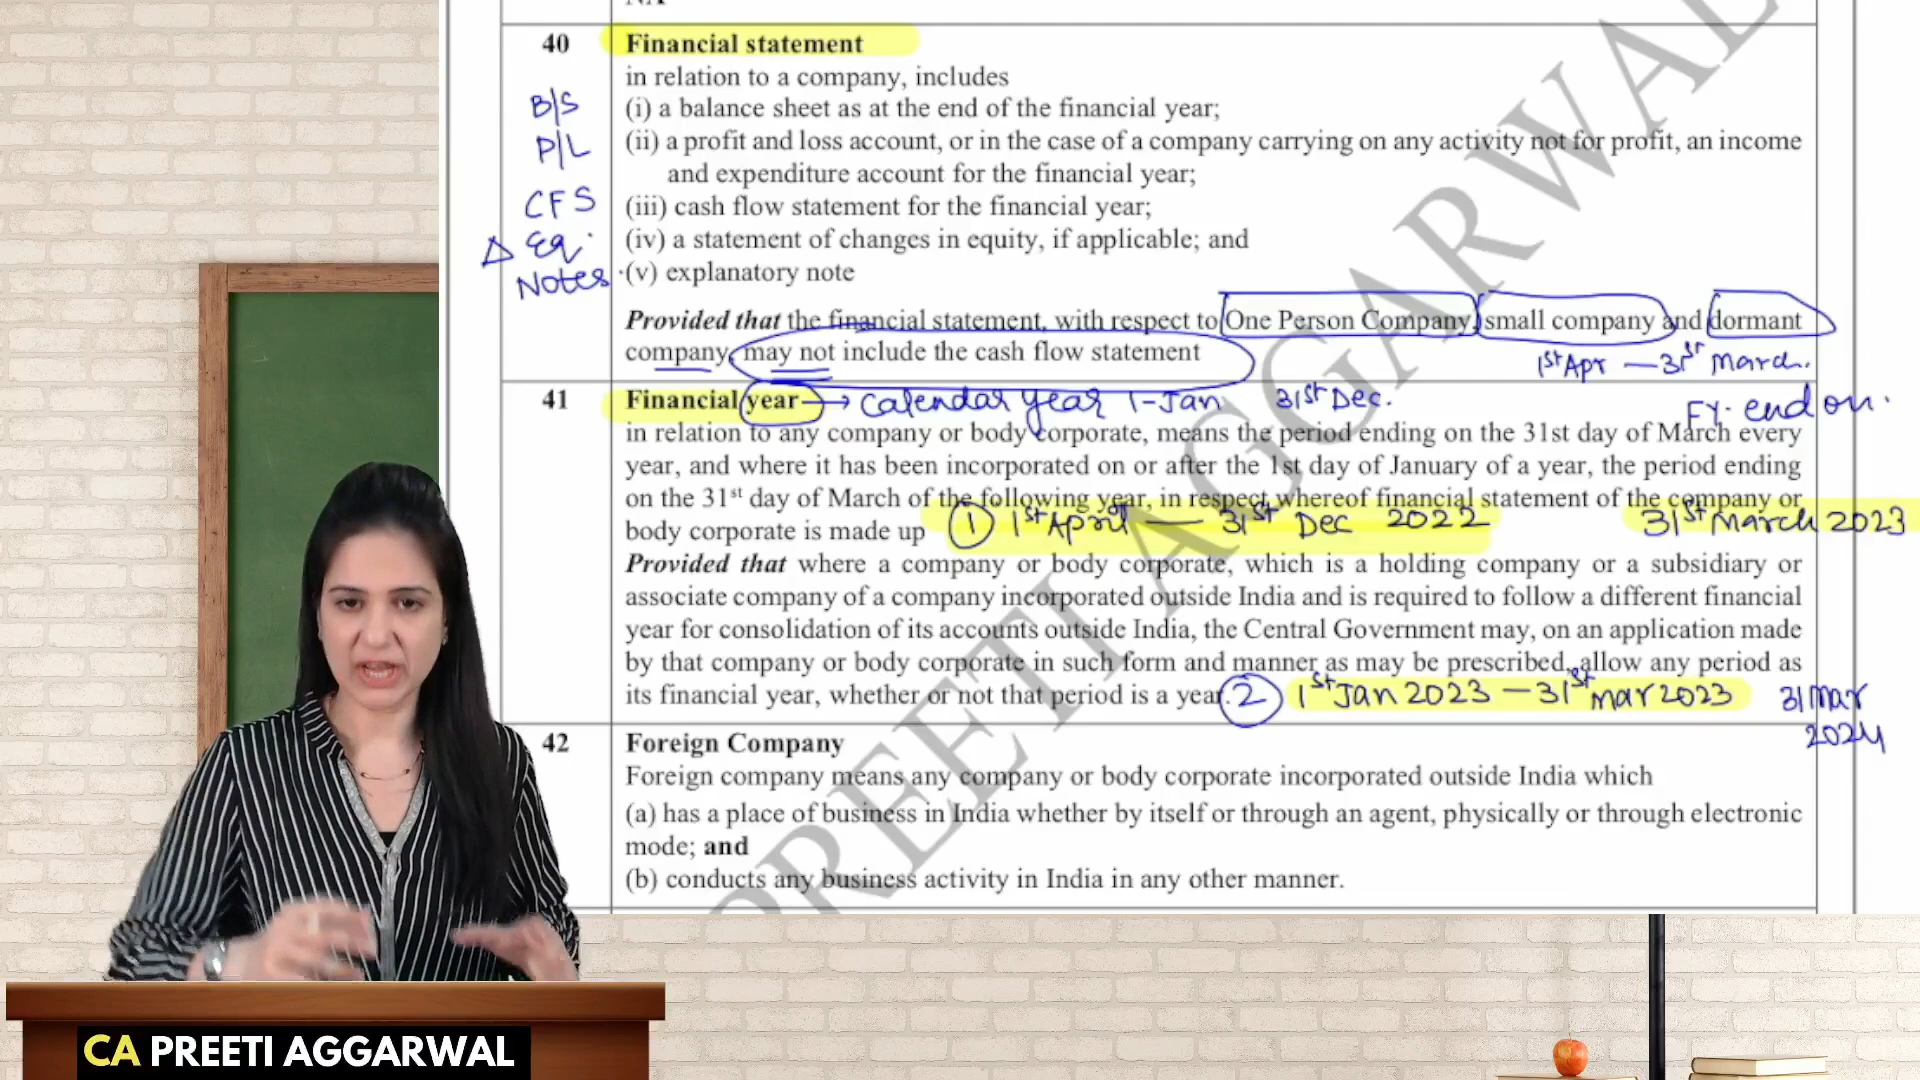 40
Financial statement
in relation to a company, includes
B/S
(i) a balance sheet as at the end of the financial year;
P/L
(ii) a profit and loss account, or in the case of a company carrying on any activity not for profit, an income
and expenditure account for the financial year;
CFS
(iii) cash flow statement for the financial year;
Δ Eq.
(iv) a statement of changes in equity, if applicable; and
Notes.
(v) explanatory note
Provided that the financial statement, with respect to One Person Company, small company and dormant
company, may not include the cash flow statement
1st Apr — 31st March.
41
Financial year → Calendar year 1-Jan 31st Dec.
FY. end on.
in relation to any company or body corporate, means the period ending on the 31st day of March every
year, and where it has been incorporated on or after the 1st day of January of a year, the period ending
on the 31st day of March of the following year, in respect whereof financial statement of the company or
body corporate is made up
① 1st April — 31st Dec 2022 31st March 2023
Provided that where a company or body corporate, which is a holding company or a subsidiary or
associate company of a company incorporated outside India and is required to follow a different financial
year for consolidation of its accounts outside India, the Central Government may, on an application made
by that company or body corporate in such form and manner as may be prescribed, allow any period as
its financial year, whether or not that period is a year.
② 1st Jan 2023 – 31st mar 2023 31 Mar
2024
42
Foreign Company
Foreign company means any company or body corporate incorporated outside India which
(a) has a place of business in India whether by itself or through an agent, physically or through electronic
mode; and
(b) conducts any business activity in India in any other manner.
PREETI AGGARWAL
CA PREETI AGGARWAL